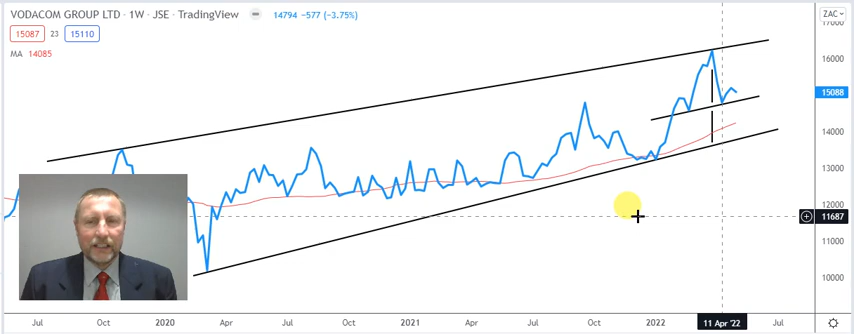 VODACOM GROUP LTD · 1W · JSE · TradingView 14794 −577 (−3.75%) ZAC
17000
15087 23 15110
MA 14085
16000
15088
14000
13000
12000
11687
11000
10000
Jul Oct 2020 Apr Jul Oct 2021 Apr Jul Oct 2022 11 Apr '22 Jul